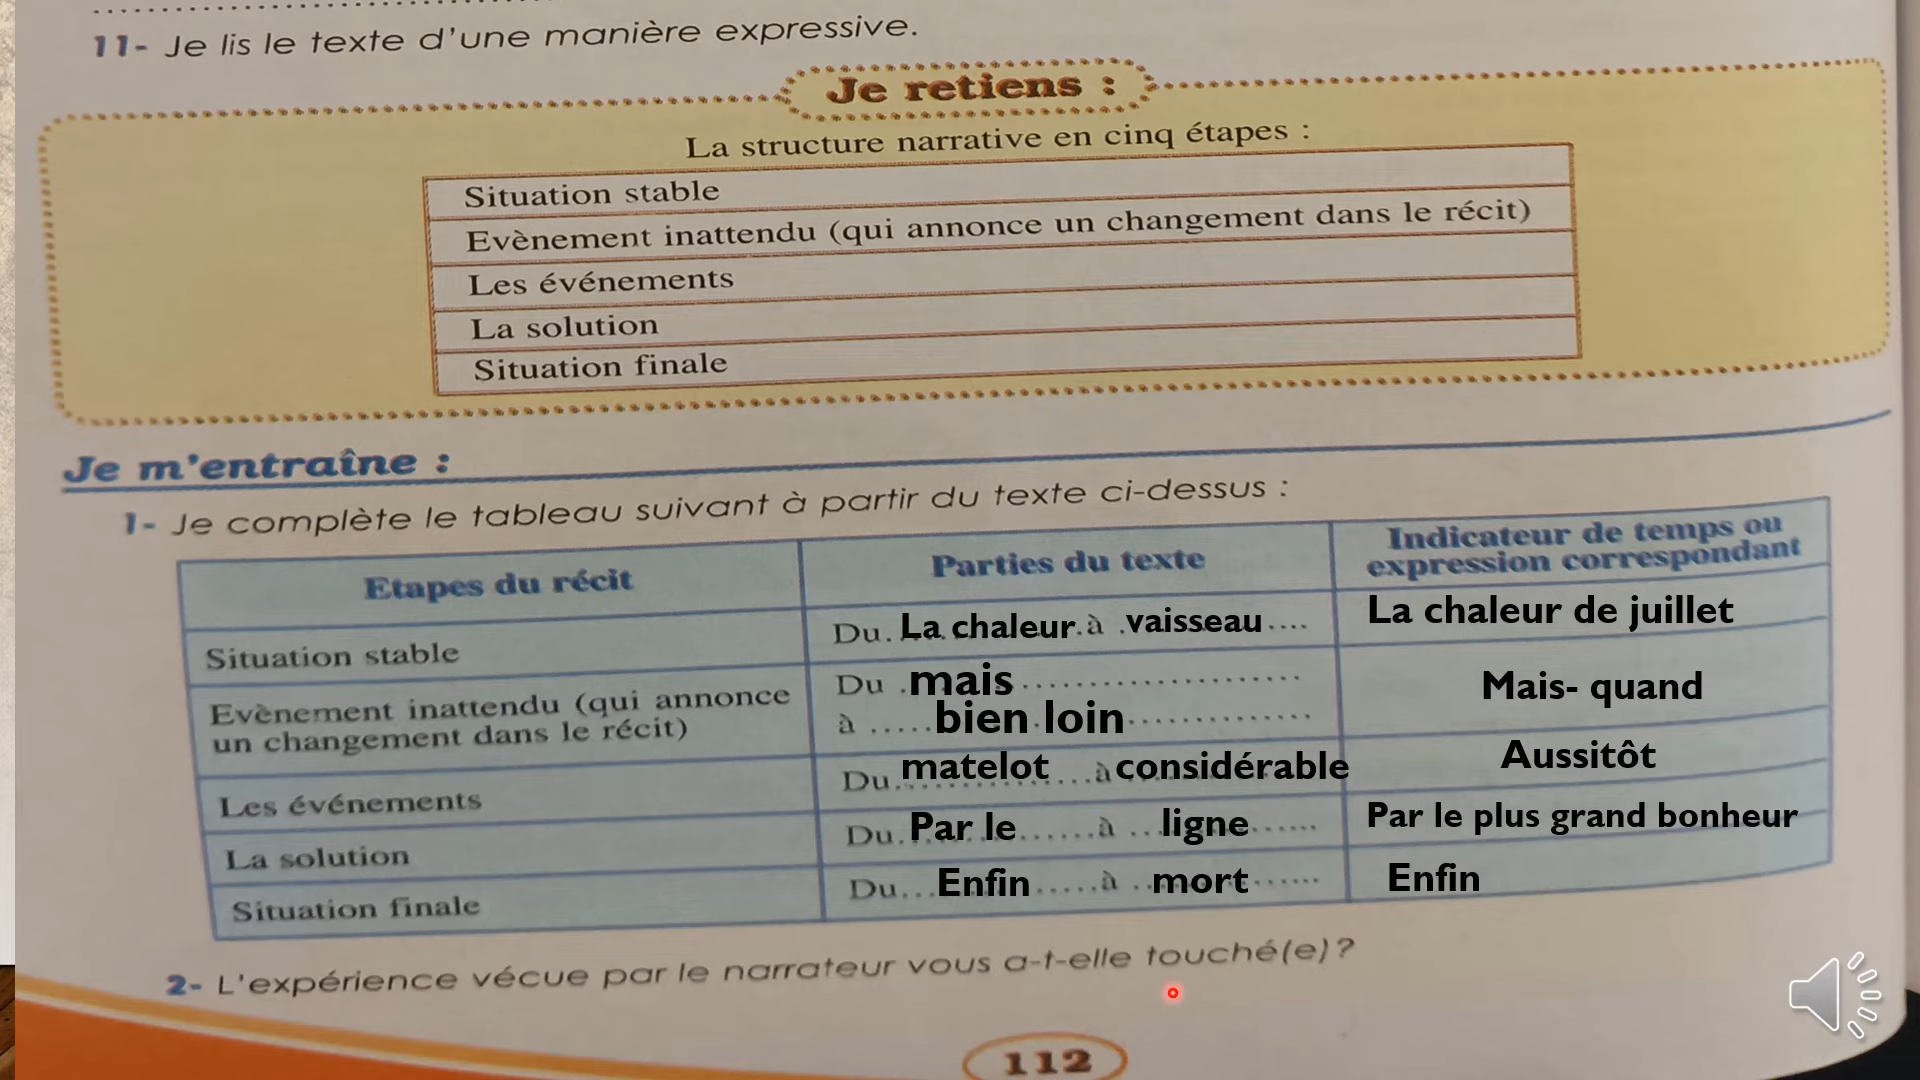 11- Je lis le texte d'une manière expressive.
Je retiens :
La structure narrative en cinq étapes :
Situation stable
Evènement inattendu (qui annonce un changement dans le récit)
Les événements
La solution
Situation finale
Je m'entraîne :
1- Je complète le tableau suivant à partir du texte ci-dessus :
Etapes du récit
Parties du texte
Indicateur de temps ou
expression correspondant
Situation stable
Du. La chaleur à vaisseau....
La chaleur de juillet
Evènement inattendu (qui annonce
un changement dans le récit)
Du .mais....................
à .....bien loin..............
Mais- quand
Les événements
Du. matelot ...à considérable
Aussitôt
La solution
Du. Par le......à ...ligne......
Par le plus grand bonheur
Situation finale
Du... Enfin.....à ..mort......
Enfin
2- L'expérience vécue par le narrateur vous a-t-elle touché(e)?
112